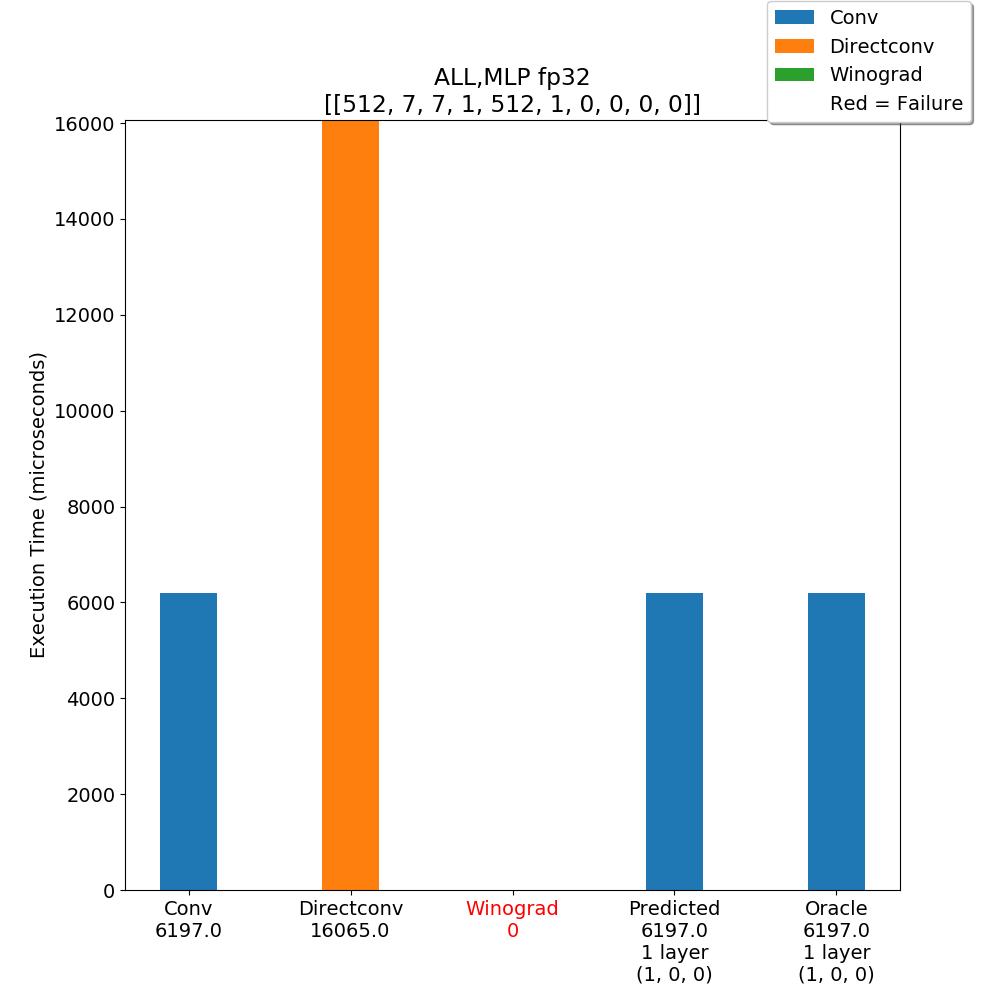 Conv
Directconv
Winograd
Red = Failure
ALL,MLP fp32
[[512, 7, 7, 1, 512, 1, 0, 0, 0, 0]]
Execution Time (microseconds)
16000
14000
12000
10000
8000
6000
4000
2000
0
Conv
6197.0
Directconv
16065.0
Winograd
0
Predicted
6197.0
1 layer
(1, 0, 0)
Oracle
6197.0
1 layer
(1, 0, 0)